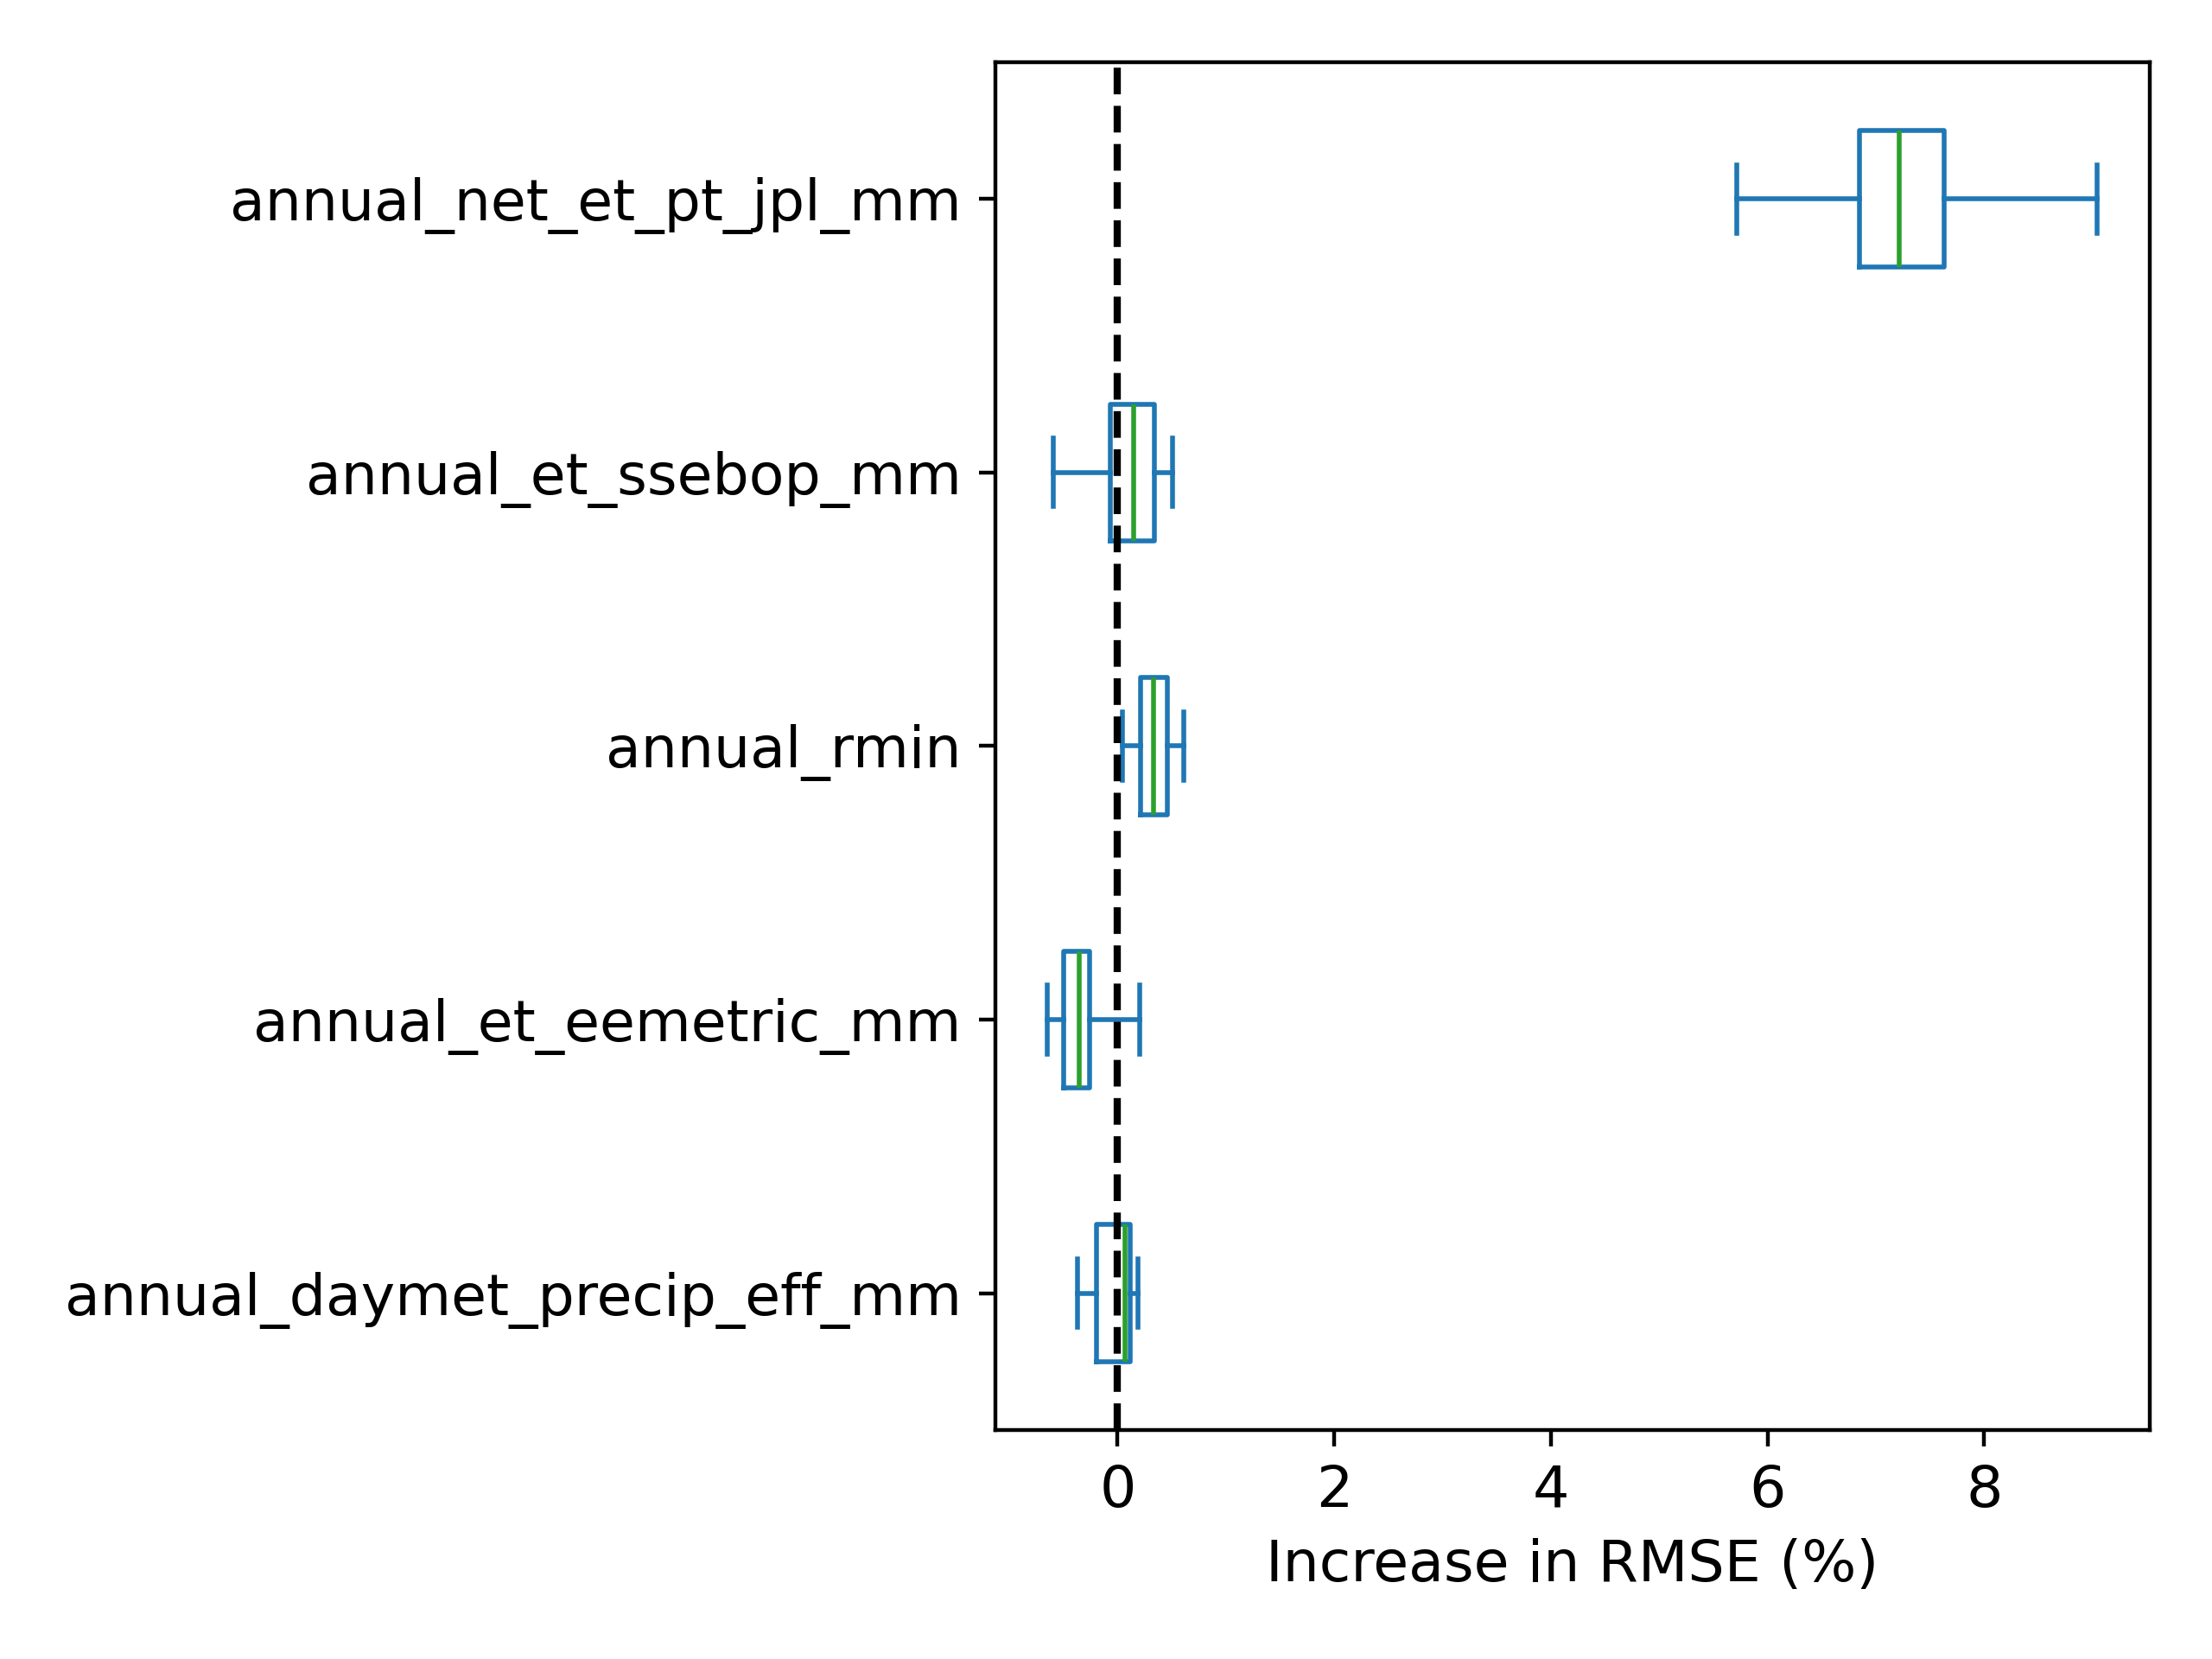 annual_net_et_pt_jpl_mm
annual_et_ssebop_mm
annual_rmin
annual_et_eemetric_mm
annual_daymet_precip_eff_mm
0 2 4 6 8
Increase in RMSE (%)